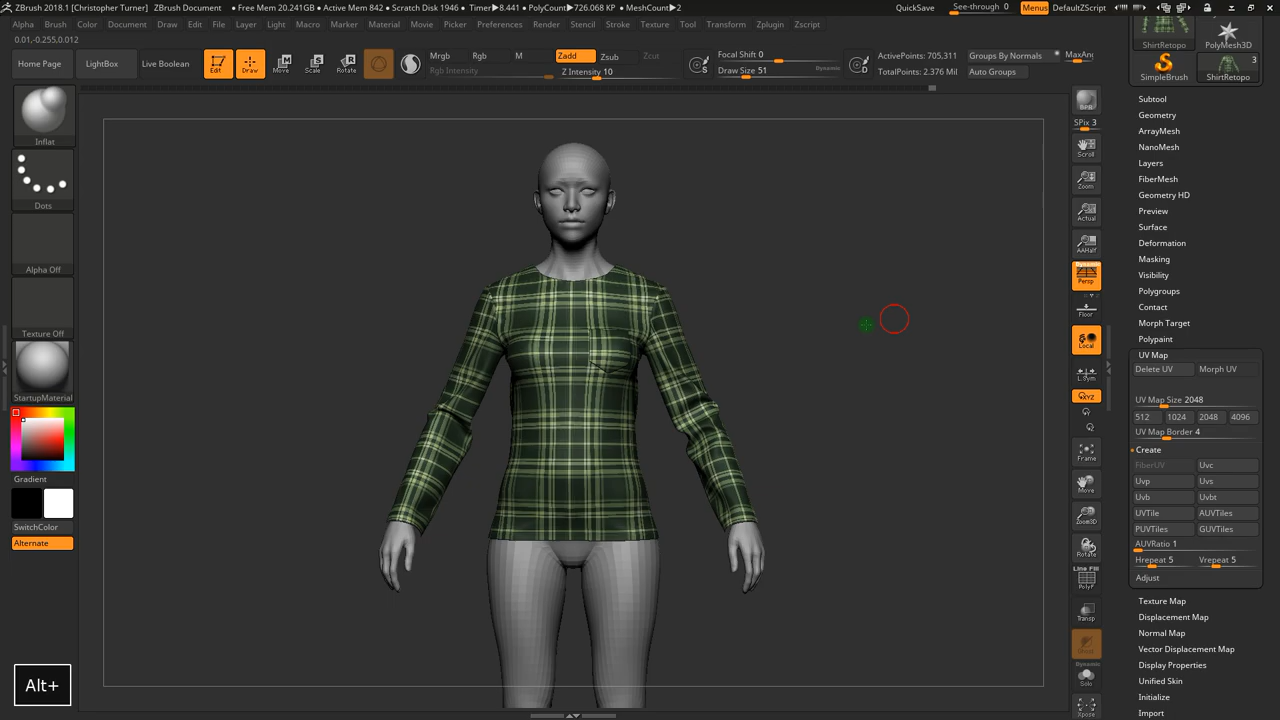 ZBrush 2018.1 [Christopher Turner] ZBrush Document • Free Mem 20.241GB • Active Mem 842 • Scratch Disk 1946 • Timer▶8.441 • PolyCount▶726.068 KP • MeshCount▶2 QuickSave See-through 0 Menus DefaultZScript
Alpha Brush Color Document Draw Edit File Layer Light Macro Marker Material Movie Picker Preferences Render Stencil Stroke Texture Tool Transform Zplugin Zscript
0.01,-0.255,0.012
Home Page LightBox Live Boolean Edit Draw Move Scale Rotate
Mrgb Rgb M Zadd Zsub Zcut
Rgb Intensity Z Intensity 10
Focal Shift 0
Draw Size 51 Dynamic
S
D
ActivePoints: 705,311 Groups By Normals MaxAng
TotalPoints: 2.376 Mil Auto Groups
Inflat
Dots
Alpha Off
Texture Off
StartupMaterial
Gradient
SwitchColor
Alternate
Alt+
BPR
SPix 3
Scroll
Zoom
Actual
AAHalf
Dynamic
Persp
Floor
Local
L.Sym
XYZ
Frame
Move
Zoom3D
Rotate
Line Fill
PolyF
Transp
Ghost
Dynamic
Solo
Xpose
ShirtRetopo PolyMesh3D
3
SimpleBrush ShirtRetopo
Subtool
Geometry
ArrayMesh
NanoMesh
Layers
FiberMesh
Geometry HD
Preview
Surface
Deformation
Masking
Visibility
Polygroups
Contact
Morph Target
Polypaint
UV Map
Delete UV Morph UV
UV Map Size 2048
512 1024 2048 4096
UV Map Border 4
Create
FiberUV Uvc
Uvp Uvs
Uvb Uvbt
UVTile AUVTiles
PUVTiles GUVTiles
AUVRatio 1
Hrepeat 5 Vrepeat 5
Adjust
Texture Map
Displacement Map
Normal Map
Vector Displacement Map
Display Properties
Unified Skin
Initialize
Import